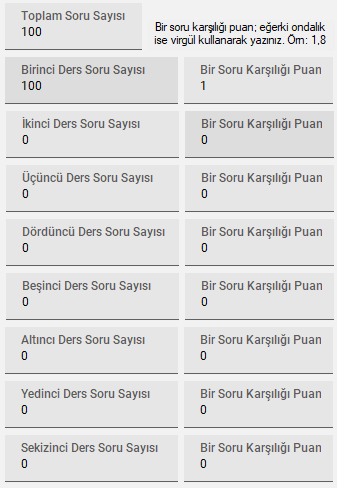 Toplam Soru Sayısı
100
Bir soru karşılığı puan; eğerki ondalık
ise virgül kullanarak yazınız. Örn: 1,8
Birinci Ders Soru Sayısı
100
Bir Soru Karşılığı Puan
1
İkinci Ders Soru Sayısı
0
Bir Soru Karşılığı Puan
0
Üçüncü Ders Soru Sayısı
0
Bir Soru Karşılığı Puan
0
Dördüncü Ders Soru Sayısı
0
Bir Soru Karşılığı Puan
0
Beşinci Ders Soru Sayısı
0
Bir Soru Karşılığı Puan
0
Altıncı Ders Soru Sayısı
0
Bir Soru Karşılığı Puan
0
Yedinci Ders Soru Sayısı
0
Bir Soru Karşılığı Puan
0
Sekizinci Ders Soru Sayısı
0
Bir Soru Karşılığı Puan
0